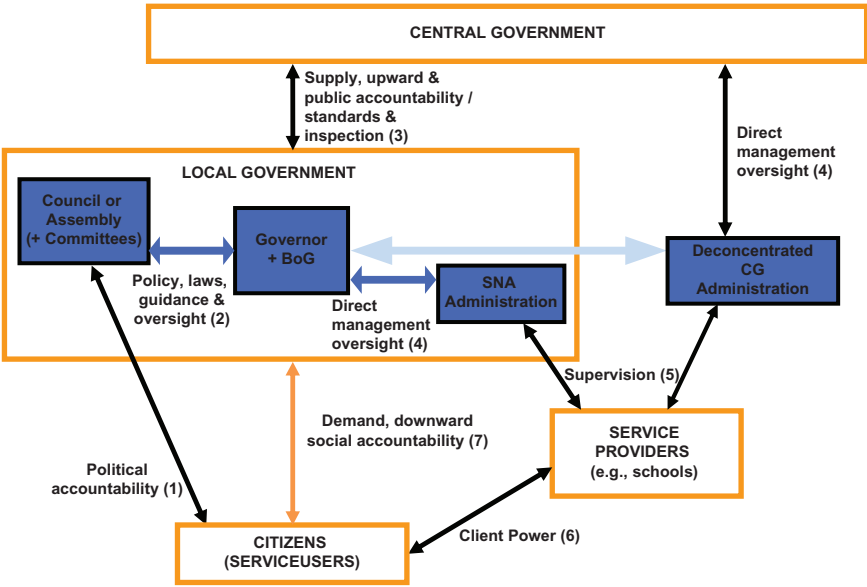 CENTRAL GOVERNMENT
Supply, upward &
public accountability /
standards &
inspection (3)
Direct
management
oversight (4)
LOCAL GOVERNMENT
Council or
Assembly
(+ Committees)
Governor
+ BoG
SNA
Administration
Deconcentrated
CG
Administration
Policy, laws,
guidance &
oversight (2)
Direct
management
oversight (4)
Supervision (5)
Demand, downward
social accountability (7)
SERVICE
PROVIDERS
(e.g., schools)
Political
accountability (1)
Client Power (6)
CITIZENS
(SERVICEUSERS)